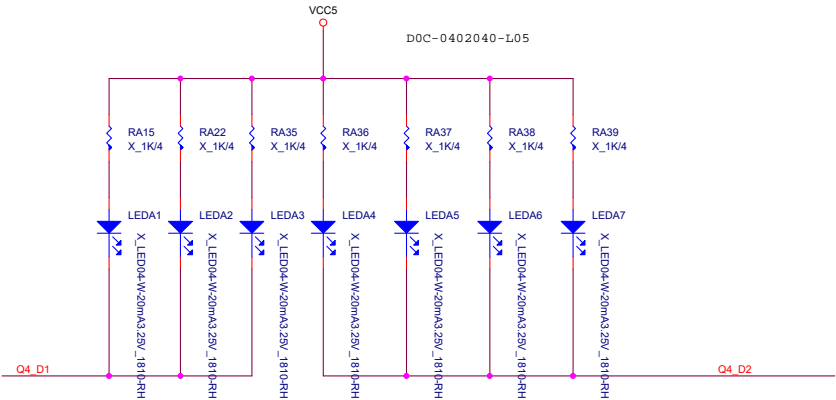 VCC5
D0C-0402040-L05
RA15
X_1K/4
RA22
X_1K/4
RA35
X_1K/4
RA36
X_1K/4
RA37
X_1K/4
RA38
X_1K/4
RA39
X_1K/4
LEDA1
LEDA2
LEDA3
LEDA4
LEDA5
LEDA6
LEDA7
X_LED04-W-20mA3.25V_1810-RH
X_LED04-W-20mA3.25V_1810-RH
X_LED04-W-20mA3.25V_1810-RH
X_LED04-W-20mA3.25V_1810-RH
X_LED04-W-20mA3.25V_1810-RH
X_LED04-W-20mA3.25V_1810-RH
X_LED04-W-20mA3.25V_1810-RH
Q4_D1
Q4_D2